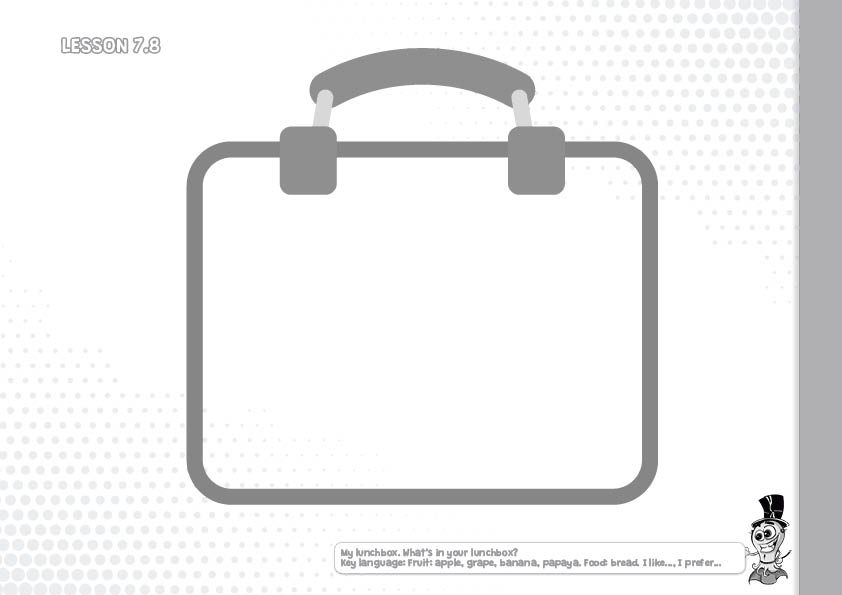 LESSON 7.8
My lunchbox. What's in your lunchbox?
Key language: Fruit: apple, grape, banana, papaya. Food: bread. I like..., I prefer...